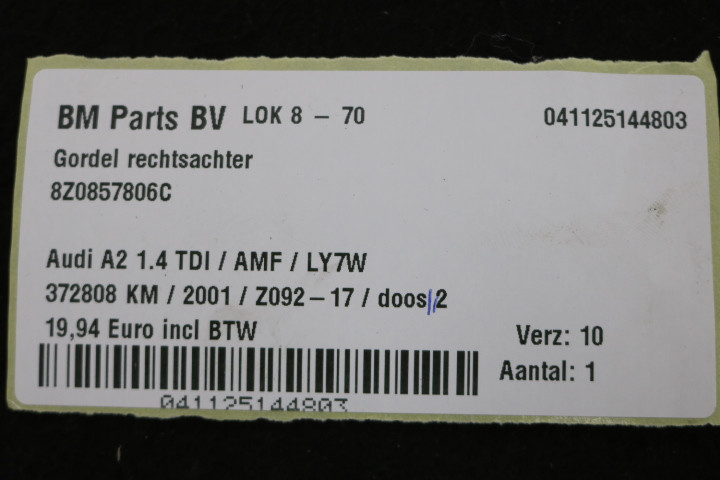 BM Parts BV LOK 8 - 70 041125144803
Gordel rechtsachter
8Z0857806C
Audi A2 1.4 TDI / AMF / LY7W
372808 KM / 2001 / Z092-17 / doos 2
19,94 Euro incl BTW
Verz: 10
Aantal: 1
041125144803